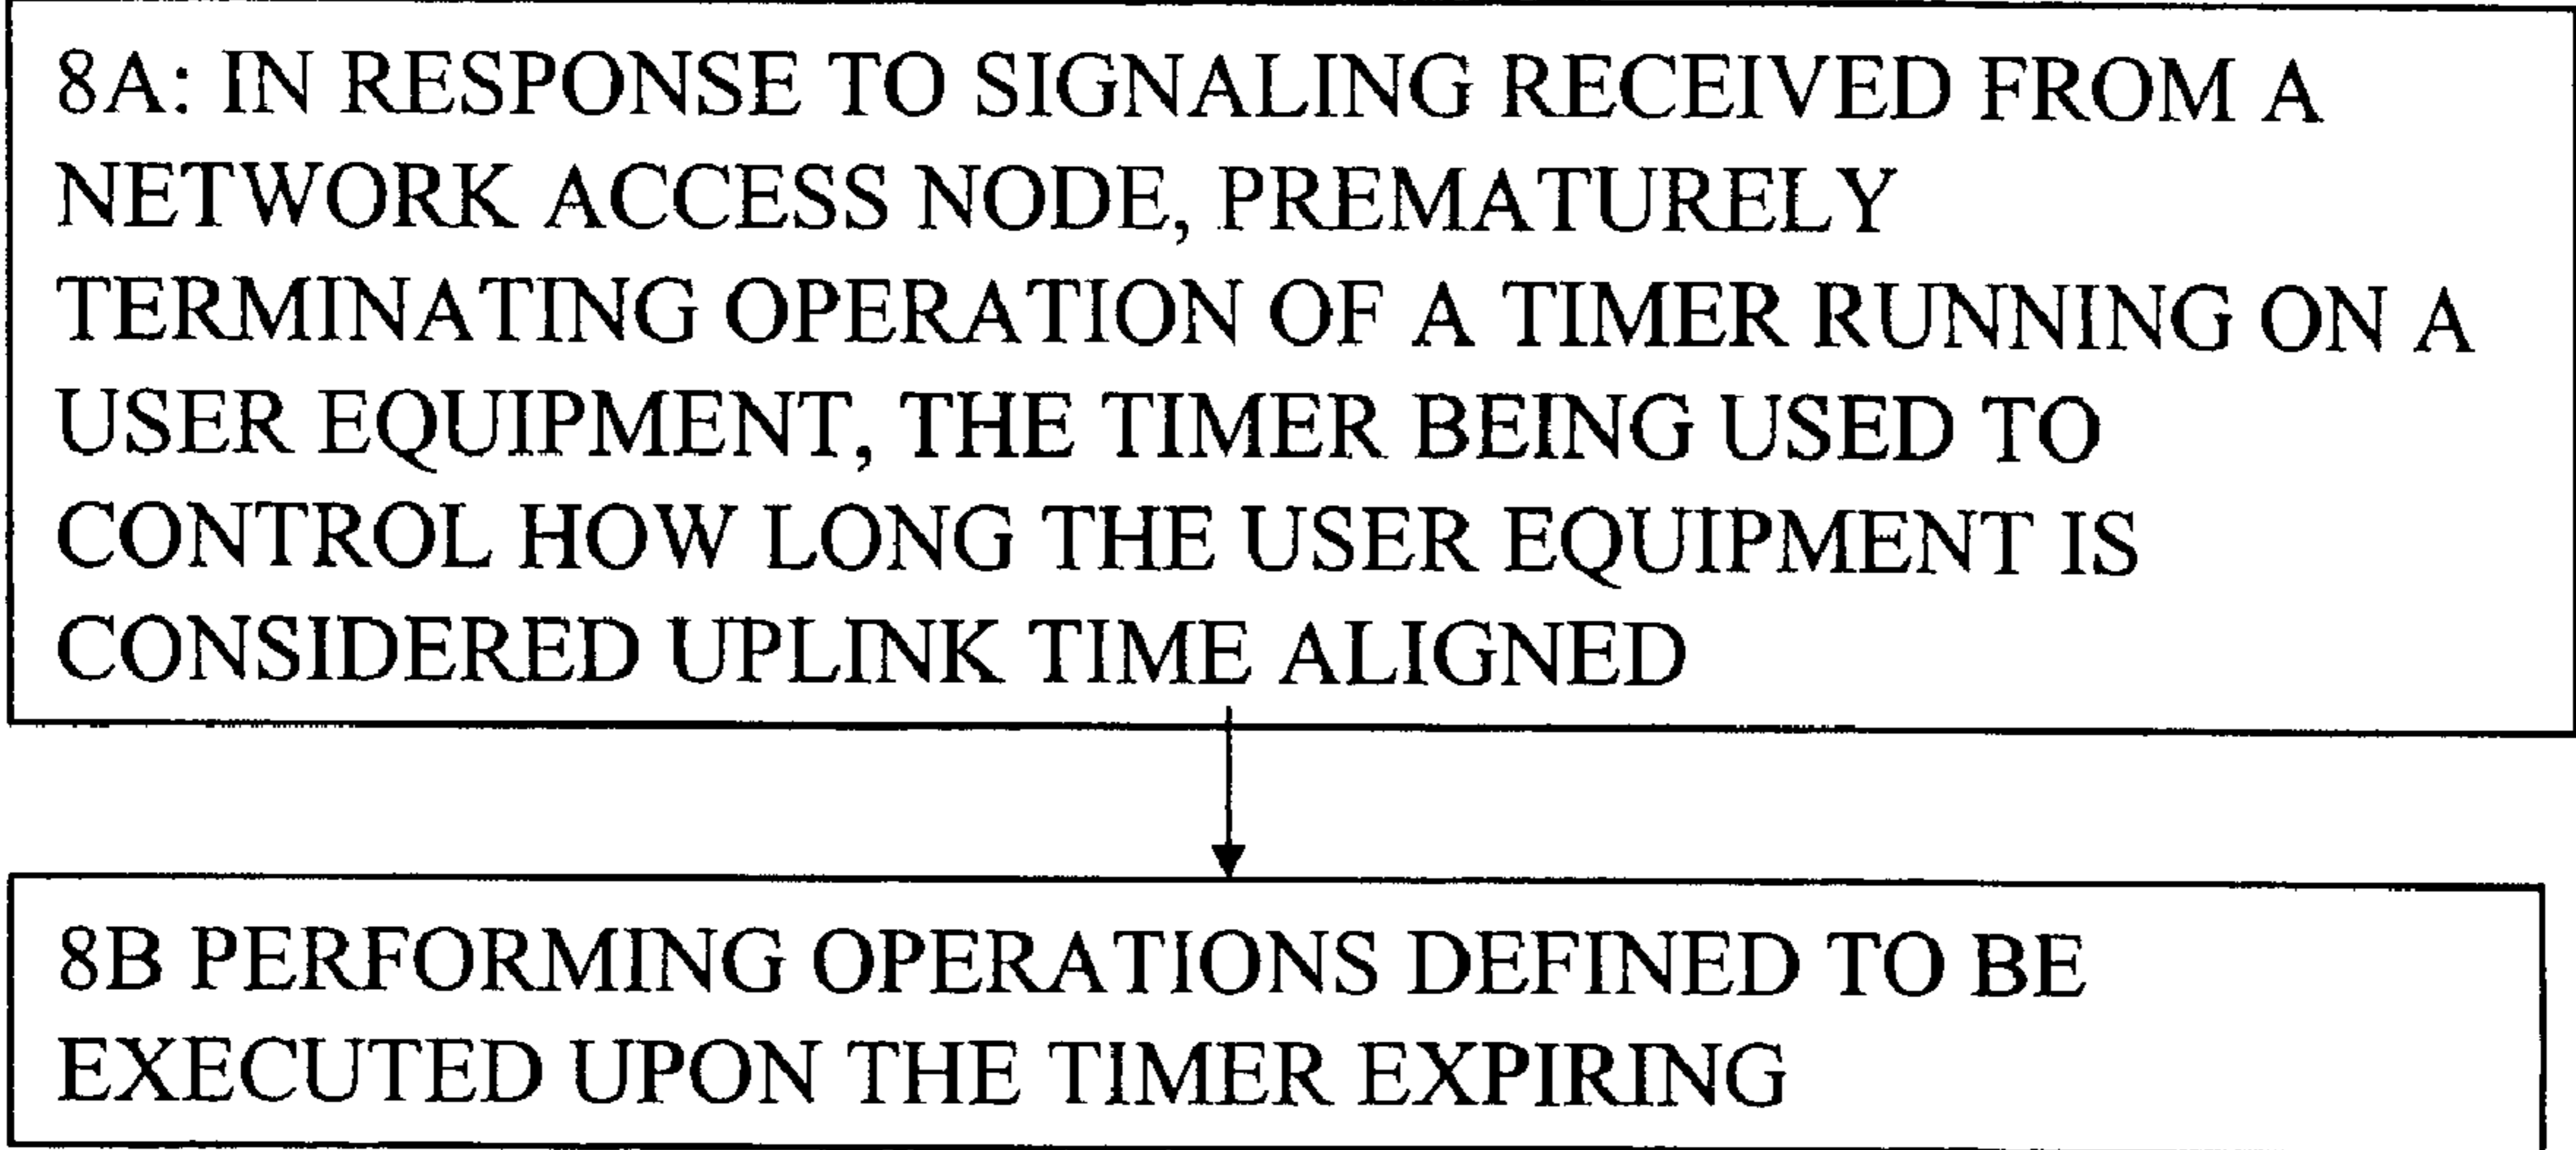 8A: IN RESPONSE TO SIGNALING RECEIVED FROM A
NETWORK ACCESS NODE, PREMATURELY
TERMINATING OPERATION OF A TIMER RUNNING ON A
USER EQUIPMENT, THE TIMER BEING USED TO
CONTROL HOW LONG THE USER EQUIPMENT IS
CONSIDERED UPLINK TIME ALIGNED
8B PERFORMING OPERATIONS DEFINED TO BE
EXECUTED UPON THE TIMER EXPIRING